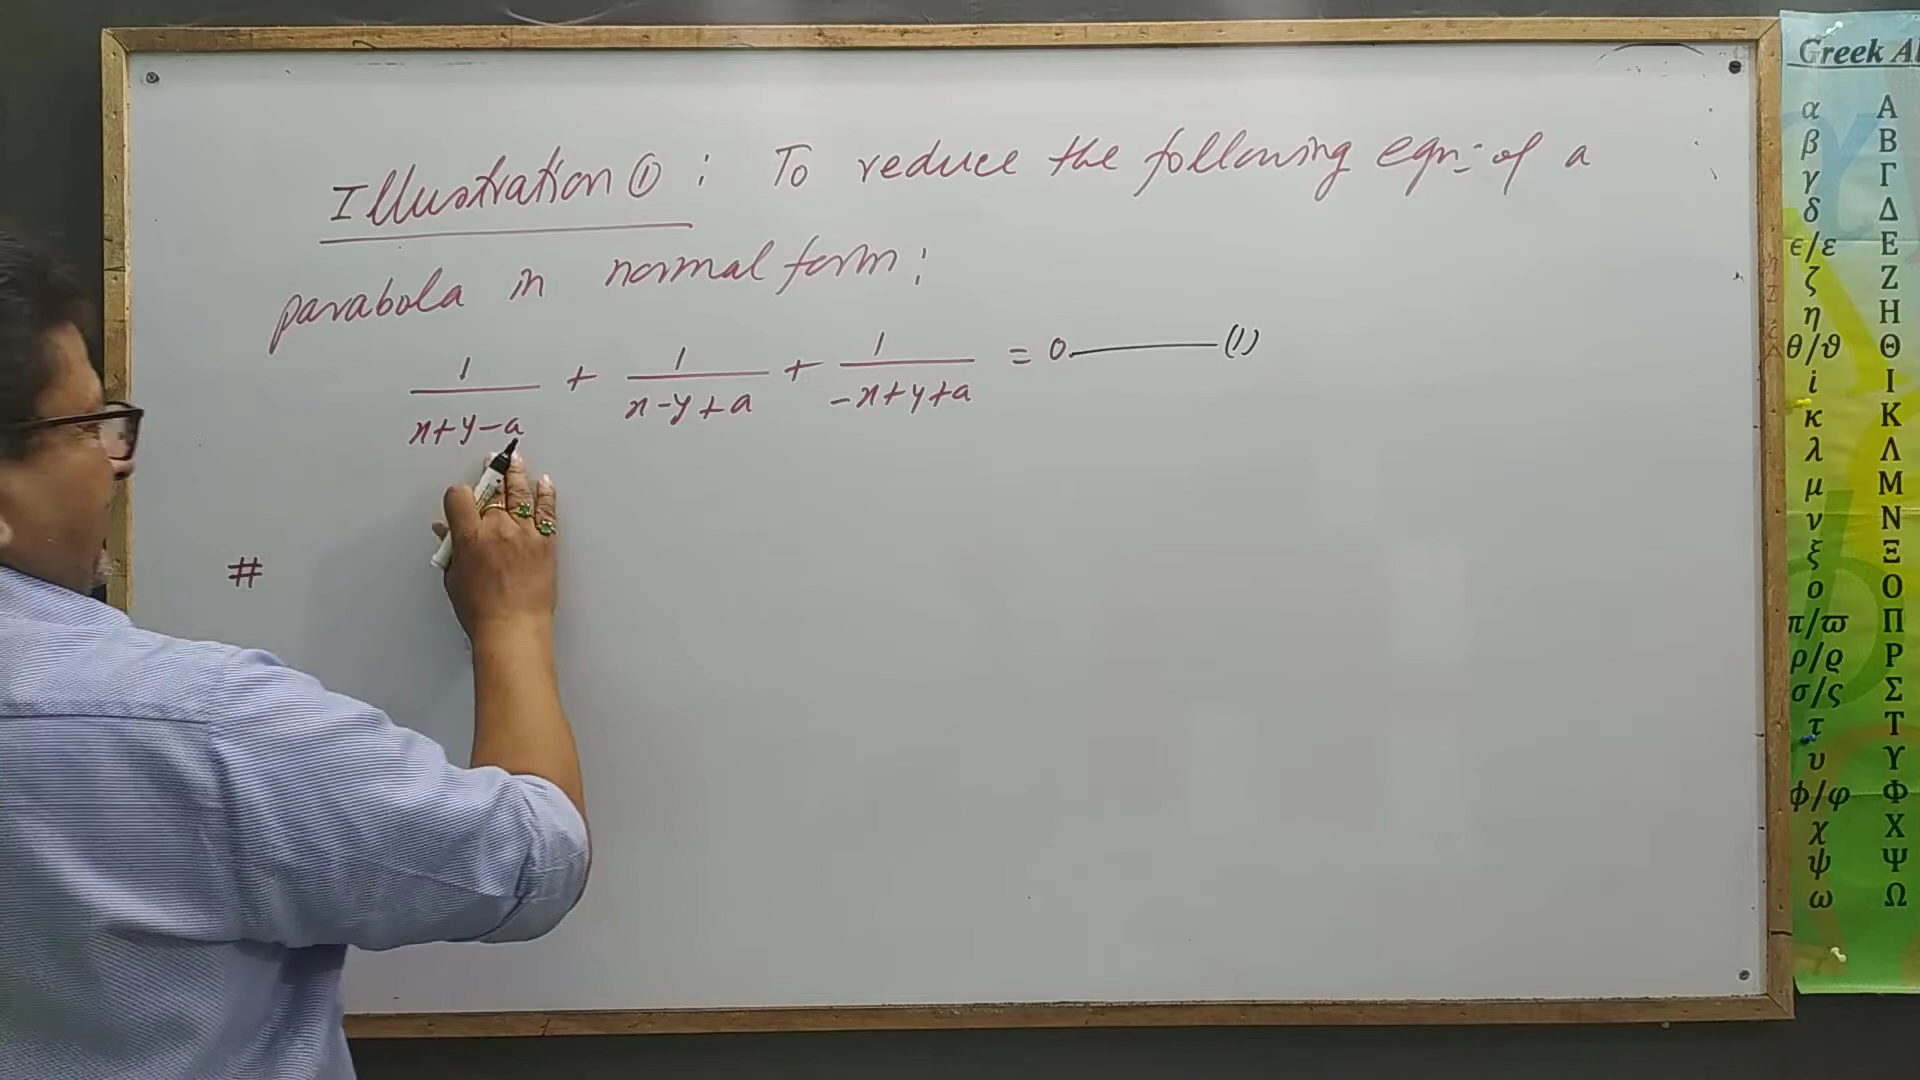 Illustration ① : To reduce the following eqn: of a
parabola in normal form :
1/(x+y-a) + 1/(x-y+a) + 1/(-x+y+a) = 0 ——— (1)
#
Greek Al
α Α
β Β
γ Γ
δ Δ
ϵ/ε Ε
ζ Ζ
η Η
θ/ϑ Θ
i Ι
κ Κ
λ Λ
μ Μ
ν Ν
ξ Ξ
ο Ο
π/ϖ Π
ρ/ϱ Ρ
σ/ς Σ
τ Τ
υ Υ
ϕ/φ Φ
χ Χ
ψ Ψ
ω Ω